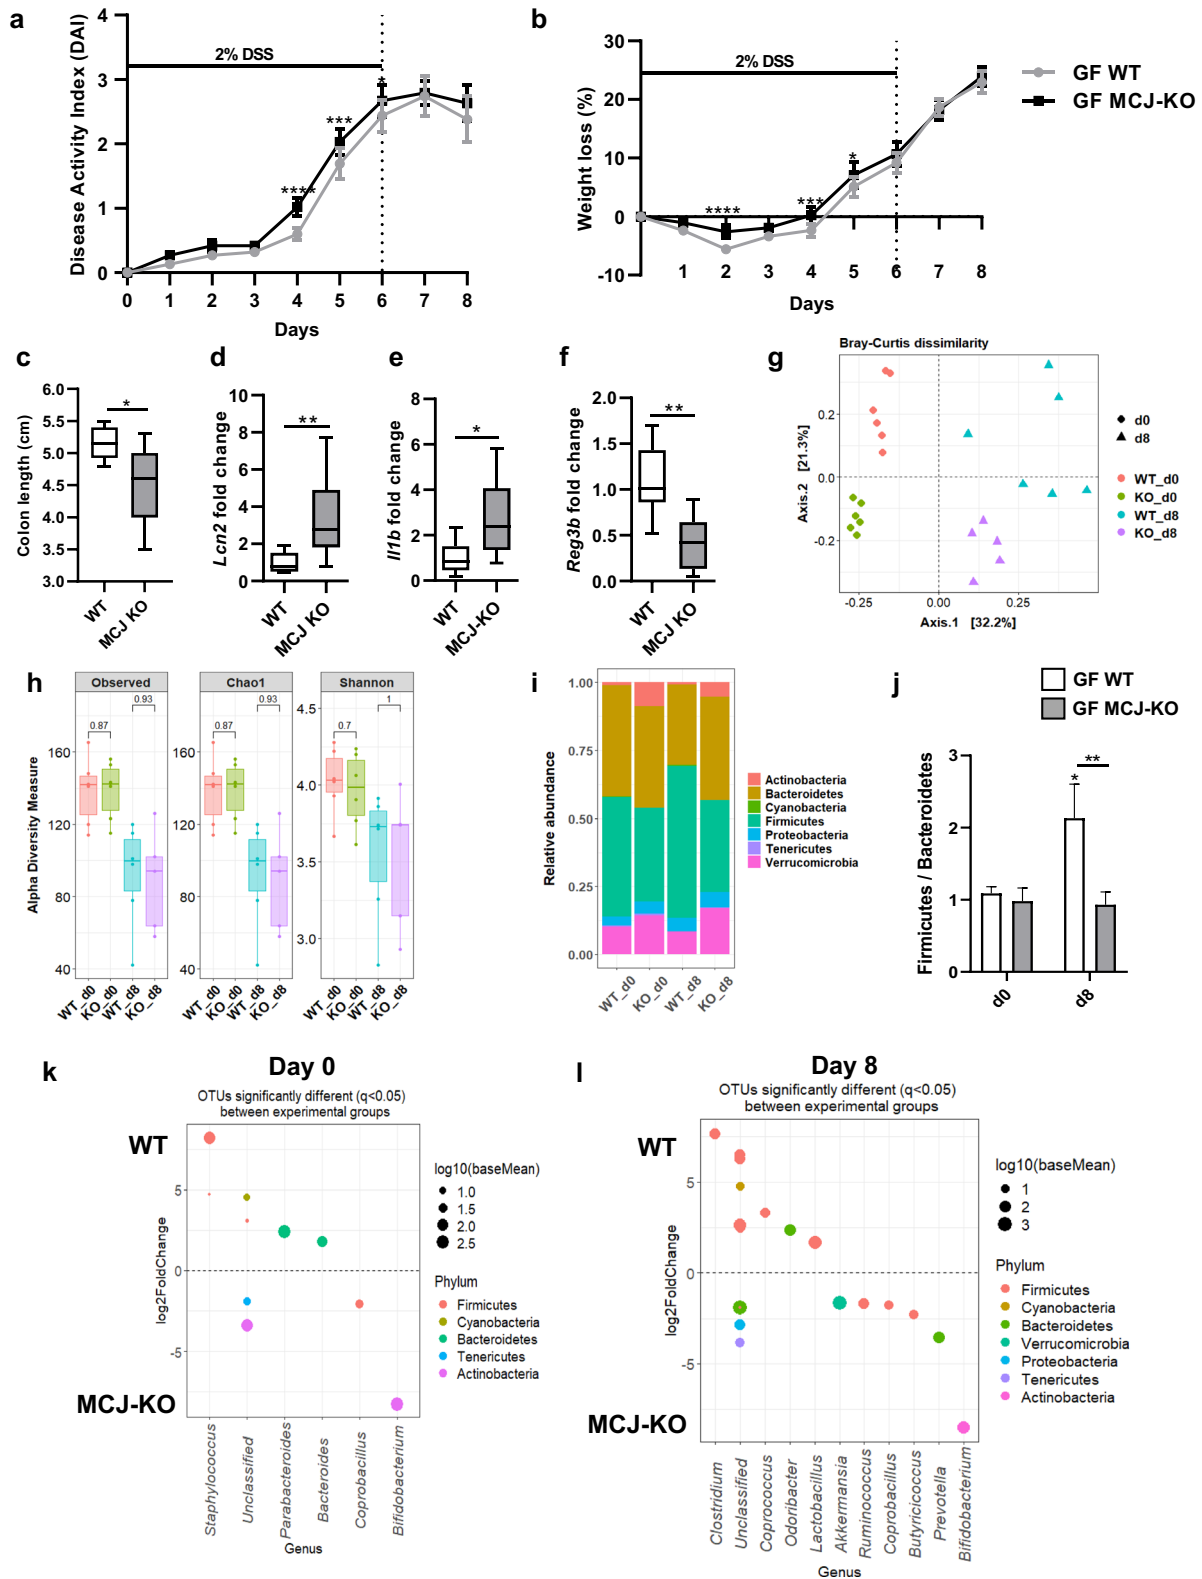 a
Disease Activity Index (DAI)
4
3
2
1
0
2% DSS
****
***
*
0 1 2 3 4 5 6 7 8
Days
b
Weight loss (%)
30
20
10
0
-10
2% DSS
****
***
*
1 2 3 4 5 6 7 8
Days
GF WT
GF MCJ-KO
c
Colon length (cm)
6.0
5.5
5.0
4.5
4.0
3.5
3.0
*
WT
MCJ KO
d
Lcn2 fold change
10
8
6
4
2
0
**
WT
MCJ KO
e
Il1b fold change
8
6
4
2
0
*
WT
MCJ-KO
f
Reg3b fold change
2.0
1.5
1.0
0.5
0.0
**
WT
MCJ KO
g
Bray-Curtis dissimilarity
Axis.2 [21.3%]
0.2
0.0
-0.2
-0.25 0.00 0.25
Axis.1 [32.2%]
d0
d8
WT_d0
KO_d0
WT_d8
KO_d8
h
Alpha Diversity Measure
Observed
160
120
80
40
0.87
0.93
WT_d0
KO_d0
WT_d8
KO_d8
Chao1
160
120
80
40
0.87
0.93
WT_d0
KO_d0
WT_d8
KO_d8
Shannon
4.5
4.0
3.5
3.0
0.7
1
WT_d0
KO_d0
WT_d8
KO_d8
i
Relative abundance
1.00
0.75
0.50
0.25
0.00
WT_d0
KO_d0
WT_d8
KO_d8
Actinobacteria
Bacteroidetes
Cyanobacteria
Firmicutes
Proteobacteria
Tenericutes
Verrucomicrobia
j
GF WT
GF MCJ-KO
Firmicutes / Bacteroidetes
3
2
1
0
*
**
d0
d8
k
Day 0
OTUs significantly different (q<0.05)
between experimental groups
WT
MCJ-KO
log2FoldChange
5
0
-5
Staphylococcus
Unclassified
Parabacteroides
Bacteroides
Coprobacillus
Bifidobacterium
Genus
log10(baseMean)
1.0
1.5
2.0
2.5
Phylum
Firmicutes
Cyanobacteria
Bacteroidetes
Tenericutes
Actinobacteria
l
Day 8
OTUs significantly different (q<0.05)
between experimental groups
WT
MCJ-KO
log2FoldChange
5
0
-5
Clostridium
Unclassified
Coprococcus
Odoribacter
Lactobacillus
Akkermansia
Ruminococcus
Coprobacillus
Butyricicoccus
Prevotella
Bifidobacterium
Genus
log10(baseMean)
1
2
3
Phylum
Firmicutes
Cyanobacteria
Bacteroidetes
Verrucomicrobia
Proteobacteria
Tenericutes
Actinobacteria